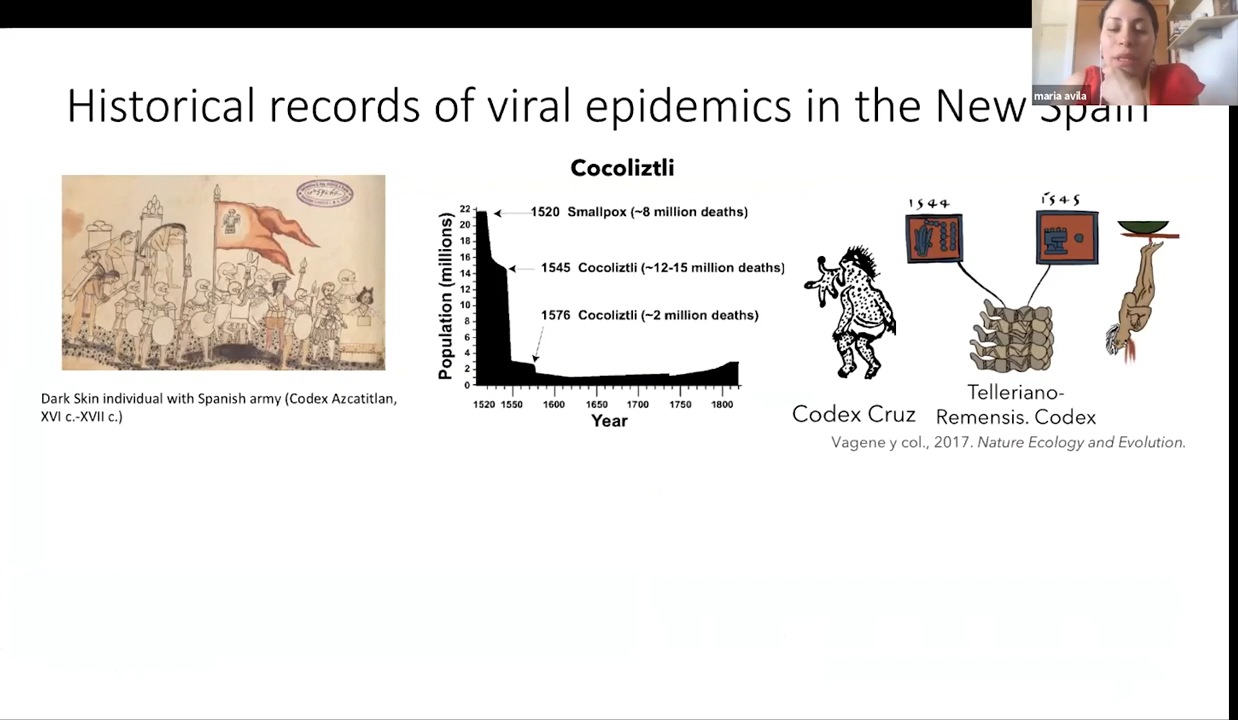 maria avila
Historical records of viral epidemics in the New Spain
Cocoliztli
Dark Skin individual with Spanish army (Codex Azcatitlan,
XVI c.-XVII c.)
Population (millions)
22
20
18
16
14
12
10
8
6
4
2
0
1520 Smallpox (~8 million deaths)
1545 Cocoliztli (~12-15 million deaths)
1576 Cocoliztli (~2 million deaths)
1520 1550 1600 1650 1700 1750 1800
Year
1544
1545
Codex Cruz
Telleriano-
Remensis. Codex
Vagene y col., 2017. Nature Ecology and Evolution.